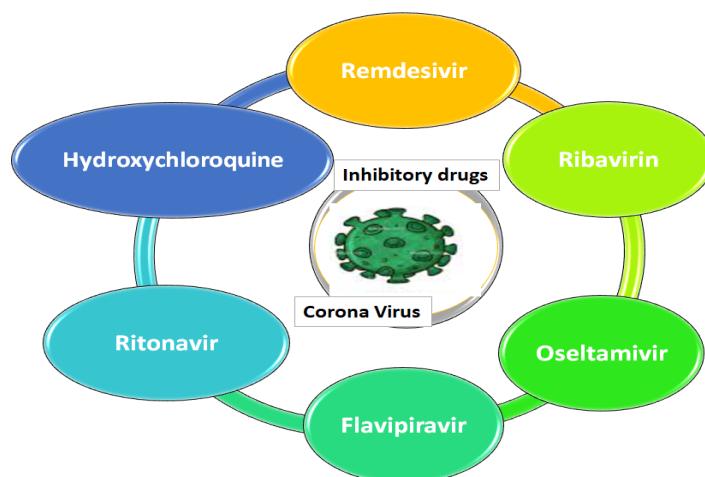 Remdesivir
Hydroxychloroquine
Ribavirin
Inhibitory drugs
Corona Virus
Ritonavir
Oseltamivir
Flavipiravir